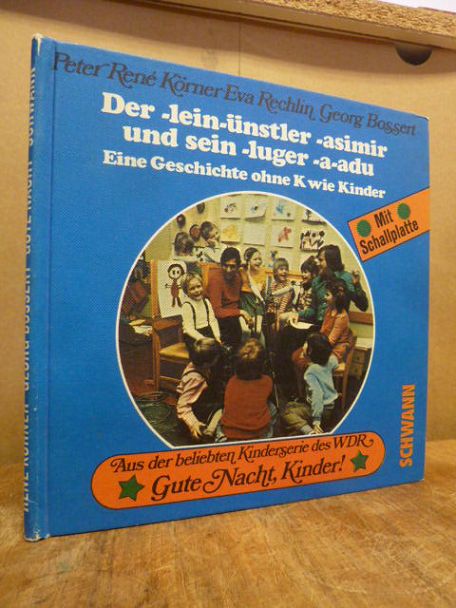 Peter René Körner Eva Rechlin Georg Bossert
Der -lein-ünstler -asimir
und sein -luger -a-adu
Eine Geschichte ohne K wie Kinder
Mit
Schallplatte
Aus der beliebten Kinderserie des WDR
Gute Nacht, Kinder!
SCHWANN